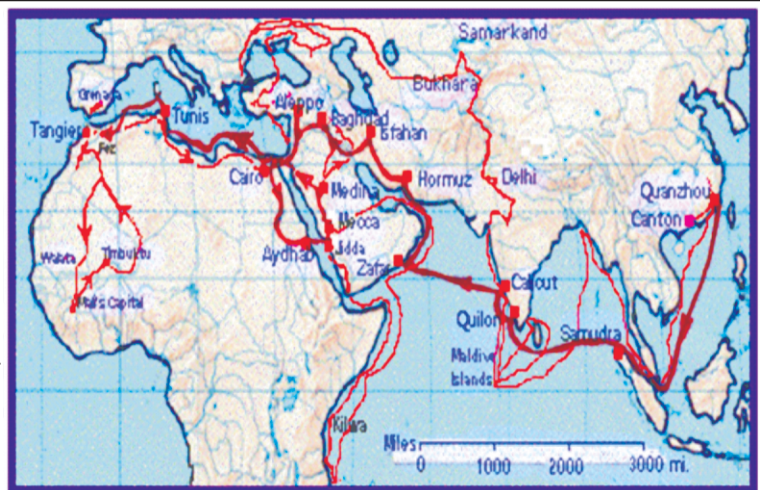 Samarkand
Bukhara
Grenada
Tunis
Aleppo
Baghdad
Isfahan
Tangier
Fez
Cairo
Medina
Hormuz
Delhi
Quanzhou
Canton
Mecca
Jidda
Aydhab
Zafar
Walata
Timbuktu
Mali's Capital
Calicut
Quilon
Samudra
Maldive
Islands
Kilwa
Miles
0 1000 2000 3000 mi.